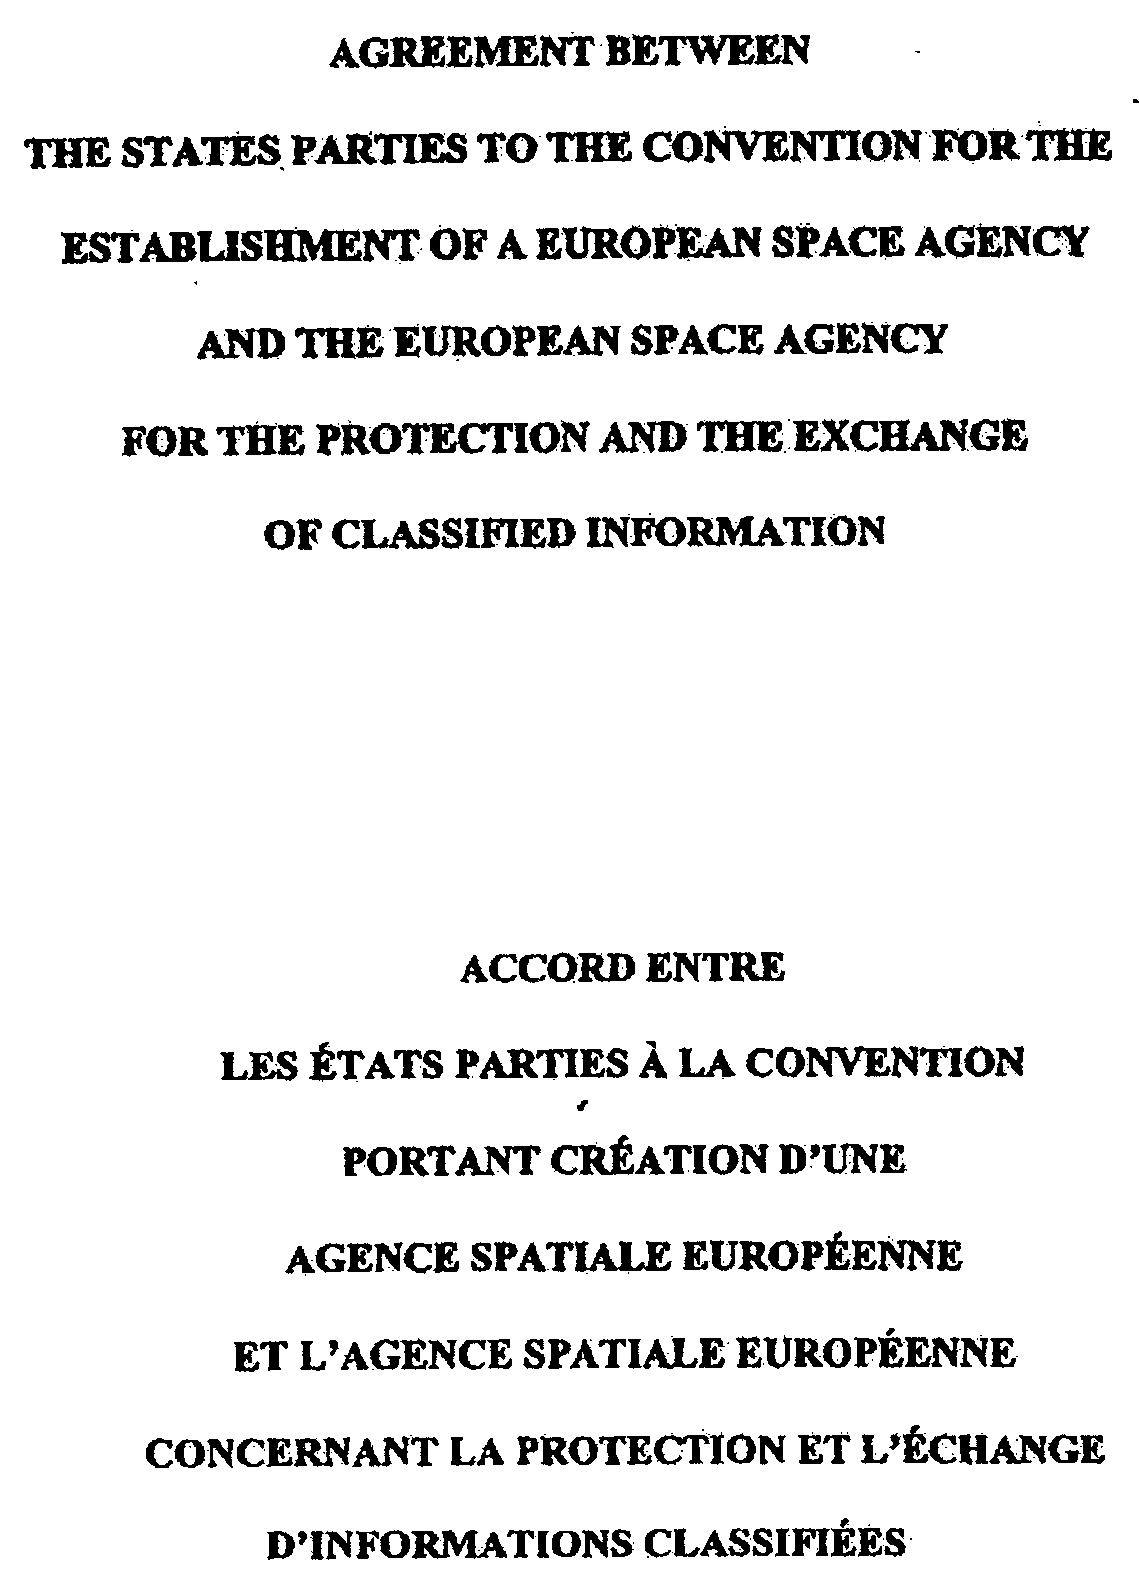 AGREEMENT BETWEEN
THE STATES PARTIES TO THE CONVENTION FOR THE
ESTABLISHMENT OF A EUROPEAN SPACE AGENCY
AND THE EUROPEAN SPACE AGENCY
FOR THE PROTECTION AND THE EXCHANGE
OF CLASSIFIED INFORMATION
ACCORD ENTRE
LES ÉTATS PARTIES À LA CONVENTION
PORTANT CRÉATION D'UNE
AGENCE SPATIALE EUROPÉENNE
ET L'AGENCE SPATIALE EUROPÉENNE
CONCERNANT LA PROTECTION ET L'ÉCHANGE
D'INFORMATIONS CLASSIFIÉES